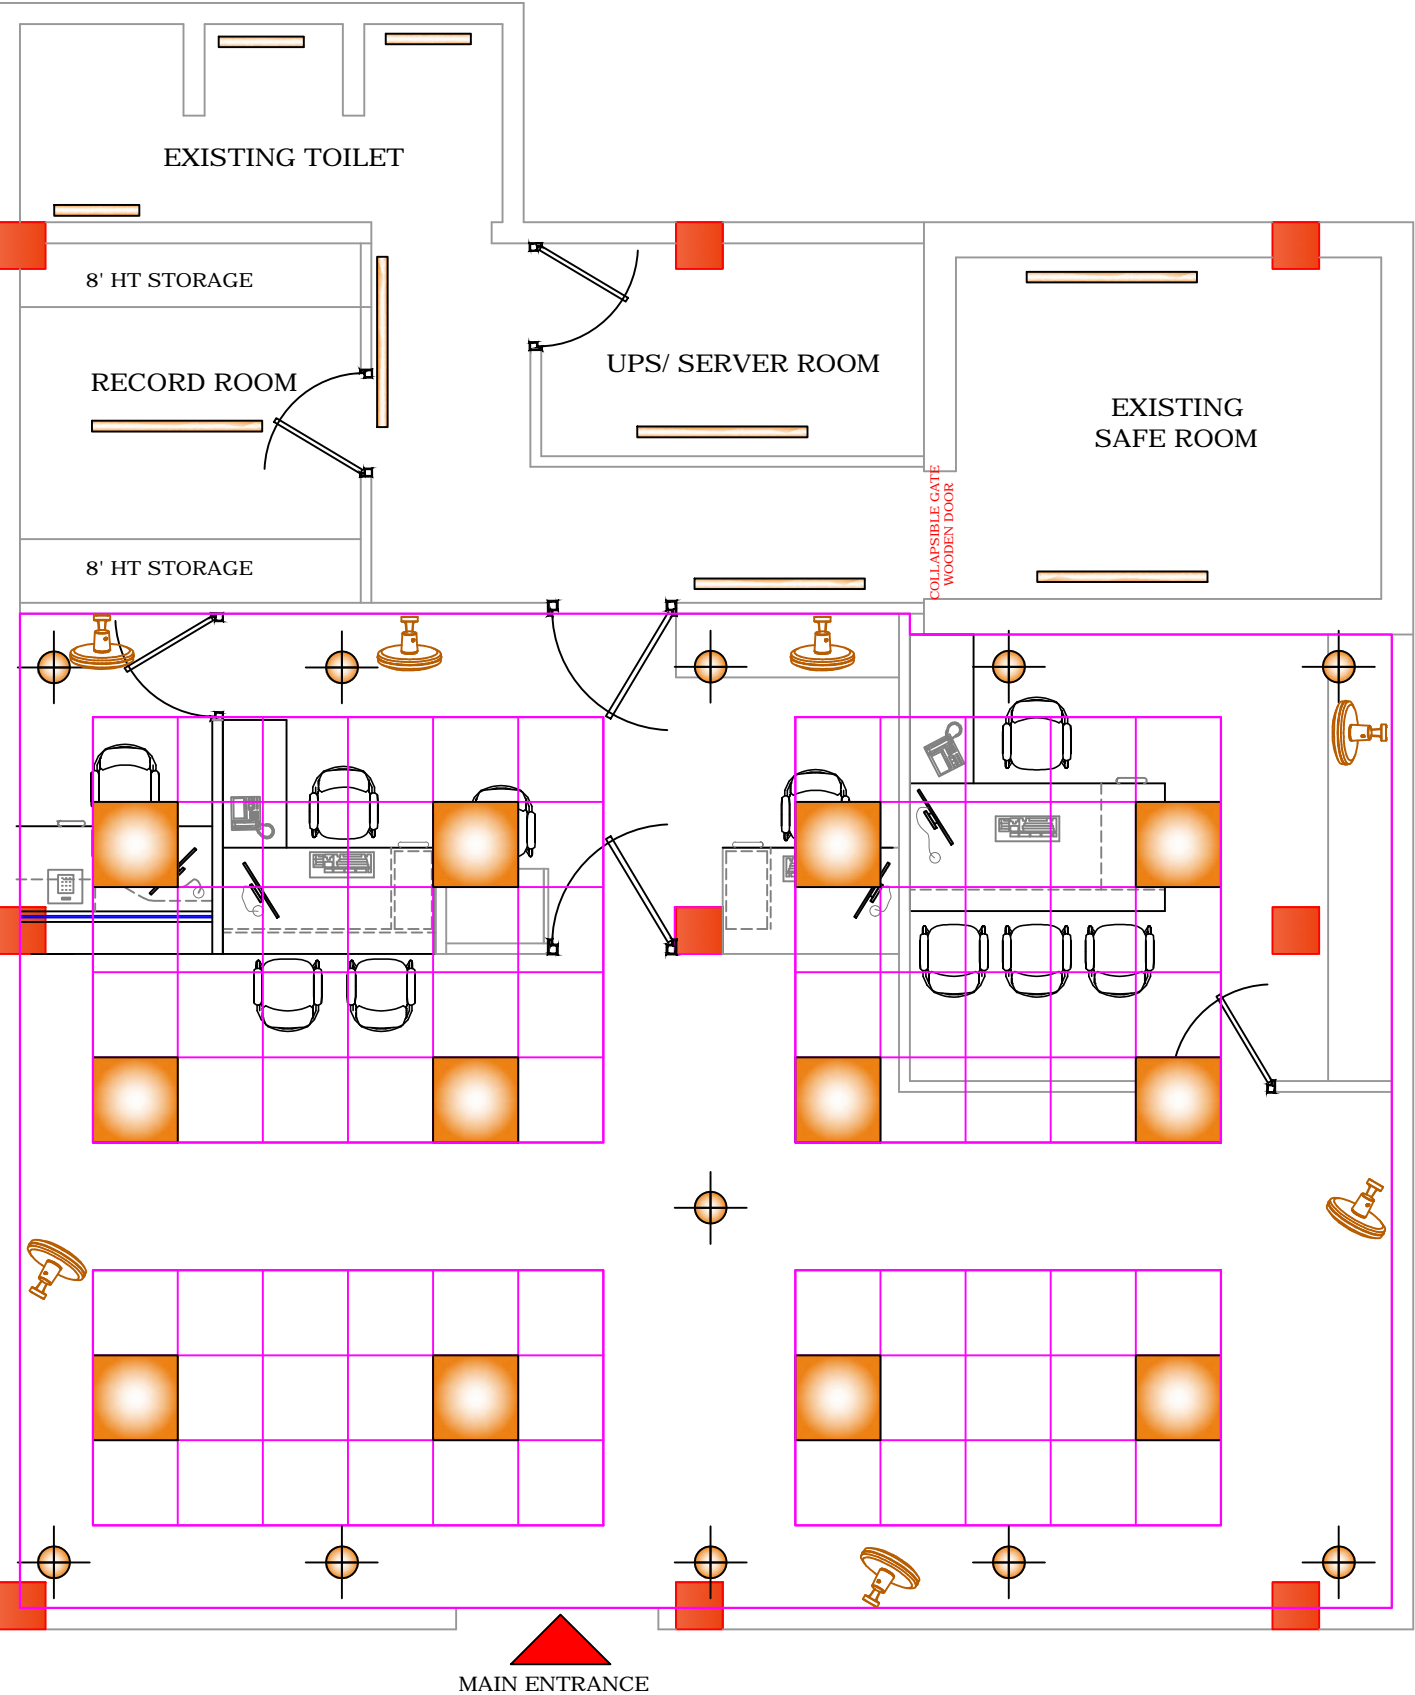 EXISTING TOILET
8' HT STORAGE
RECORD ROOM
UPS/ SERVER ROOM
EXISTING
SAFE ROOM
COLLAPSIBLE GATE
WOODEN DOOR
8' HT STORAGE
MAIN ENTRANCE